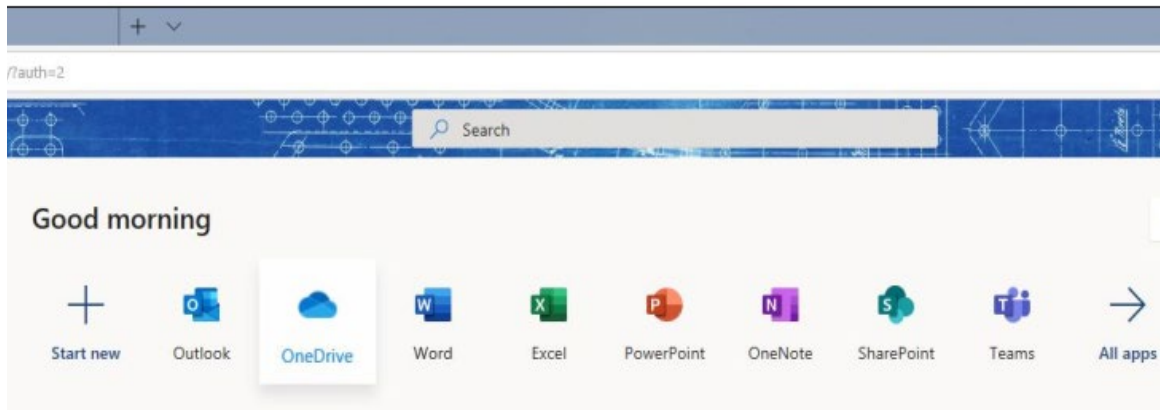 /?auth=2
Search
Good morning
Start new
Outlook
OneDrive
Word
Excel
PowerPoint
OneNote
SharePoint
Teams
All apps